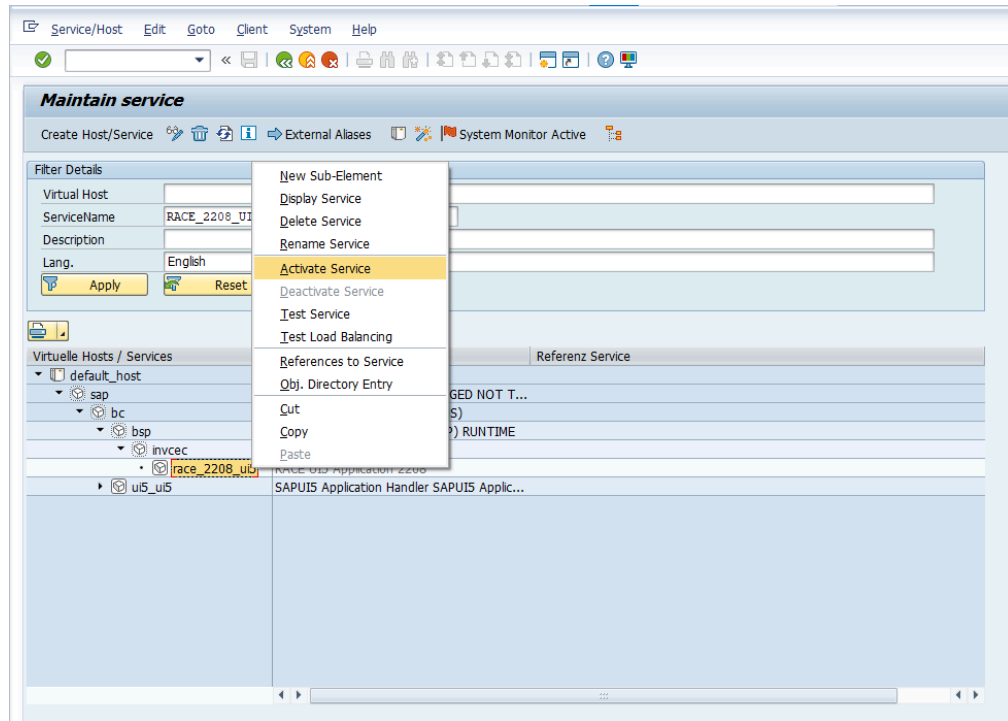 Service/Host Edit Goto Client System Help
Maintain service
Create Host/Service External Aliases System Monitor Active
Filter Details
Virtual Host
ServiceName RACE_2208_UI
Description
Lang. English
Apply Reset
New Sub-Element
Display Service
Delete Service
Rename Service
Activate Service
Deactivate Service
Test Service
Test Load Balancing
References to Service
Obj. Directory Entry
Cut
Copy
Paste
Virtuelle Hosts / Services Referenz Service
default_host
sap GED NOT T...
bc S)
bsp P) RUNTIME
invcec
race_2208_ui5 RACE UI5 Application 2208
ui5_ui5 SAPUI5 Application Handler SAPUI5 Applic...